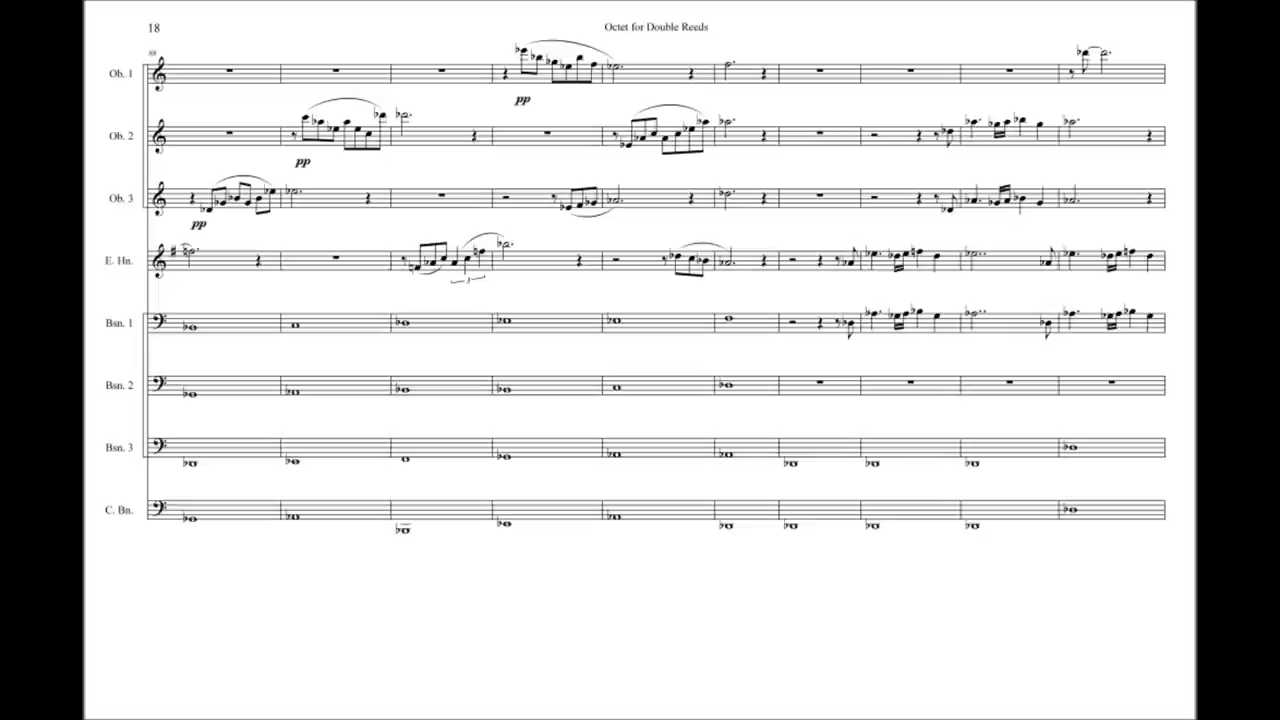 18
Octet for Double Reeds
Ob. 1
pp
Ob. 2
pp
Ob. 3
pp
E. Hn.
3
Bsn. 1
Bsn. 2
Bsn. 3
C. Bn.